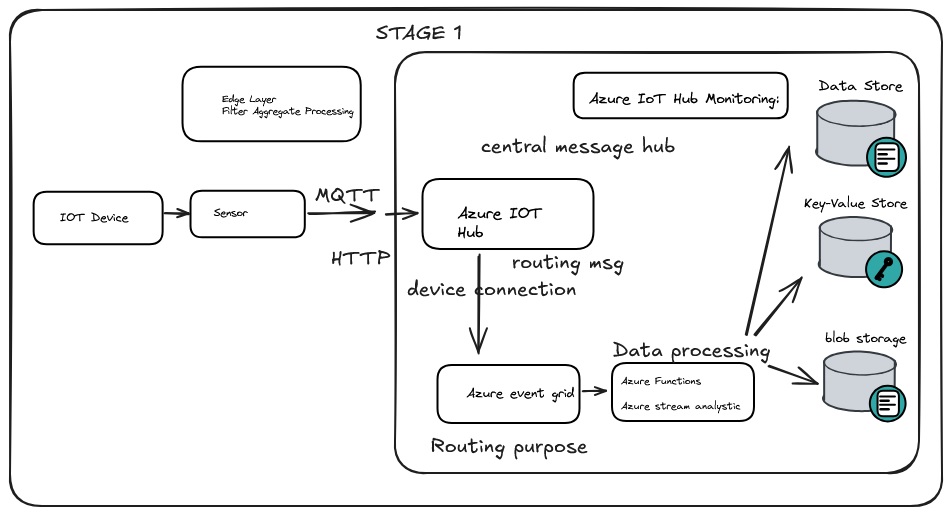 STAGE 1
Edge Layer
Filter Aggregate Processing
Azure IoT Hub Monitoring:
Data Store
central message hub
IOT Device
Sensor
MQTT
HTTP
Azure IOT
Hub
Key-Value Store
routing msg
device connection
blob storage
Data processing
Azure event grid
Azure Functions
Azure stream analystic
Routing purpose